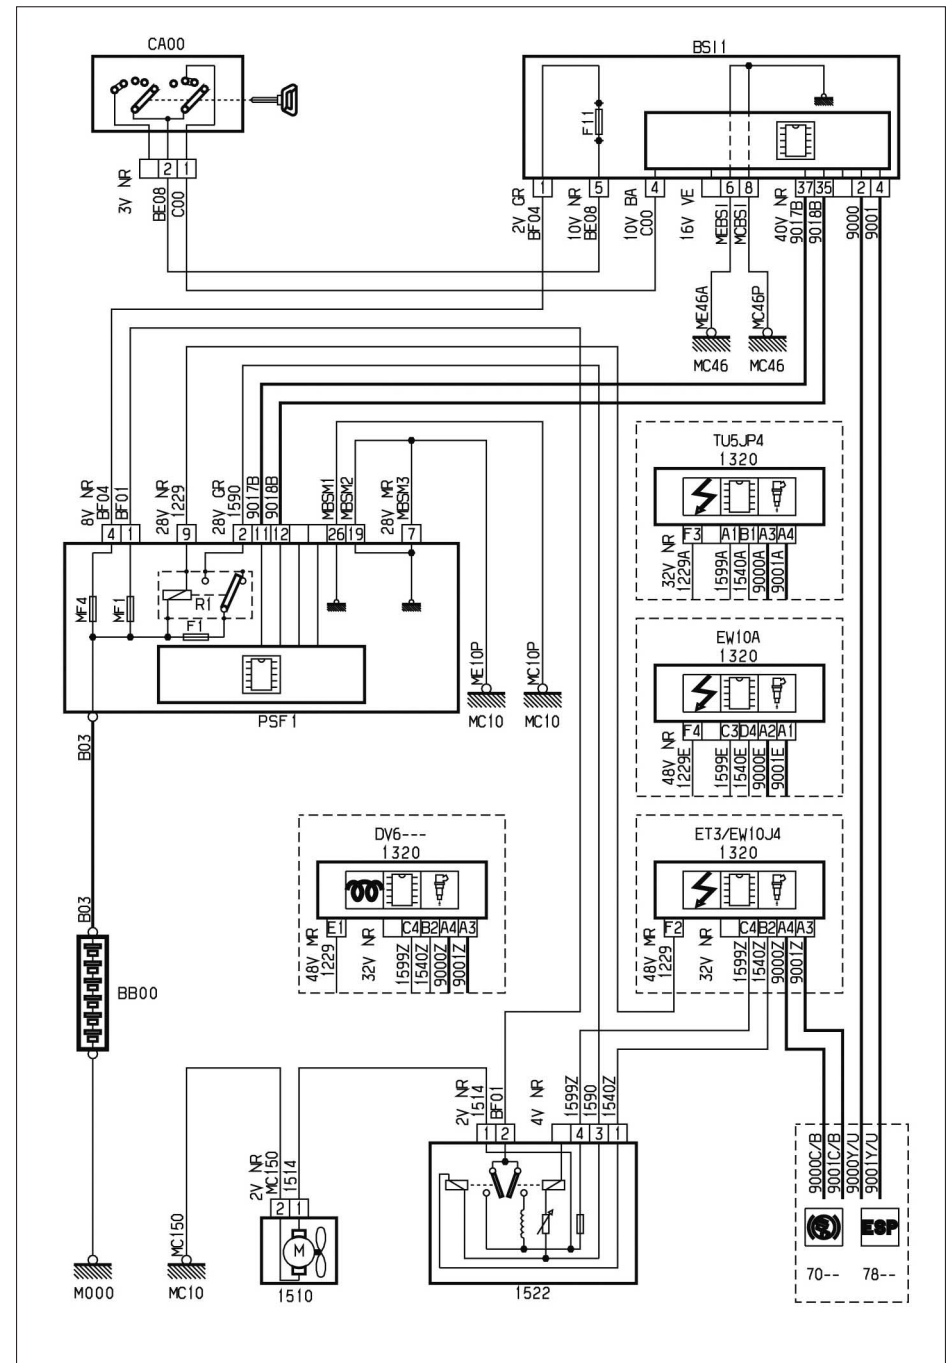 CA00
BSI1
F11
2 1
3V NR
BE08
C00
1 5 4 6 8 37 35 2 4
2V GR
BF04
10V NR
BE08
10V BA
C00
16V VE
MEBSI
MCBSI
40V NR
9017B
9018B
9000
9001
ME46A
MC46P
MC46 MC46
8V NR
BF04
BF01
28V NR
1229
28V GR
1590
9017B
9018B
MBSM1
MBSM2
28V MR
MBSM3
4 1 9 2 11 12 26 19 7
MF4
MF1
R1
F1
PSF1
ME10P
MC10P
MC10 MC10
TU5JP4
1320
F3 A1 B1 A3 A4
32V NR
1229A
1599A
1540A
9000A
9001A
EW10A
1320
F4 C3 D4 A2 A1
48V NR
1229E
1599E
1540E
9000E
9001E
B03
B03
BB00
DV6---
1320
E1 C4 B2 A4 A3
48V MR
1229
32V NR
1599Z
1540Z
9000Z
9001Z
ET3/EW10J4
1320
F2 C4 B2 A4 A3
48V MR
1229
32V NR
1599Z
1540Z
9000Z
9001Z
2V NR
1514
BF01
4V NR
1599Z
1590
1540Z
1 2 4 3 1
1522
2V NR
MC150
1514
2 1
M
1510
MC150
MC10
M000
9000C/B
9001C/B
9000Y/U
9001Y/U
ESP
70-- 78--